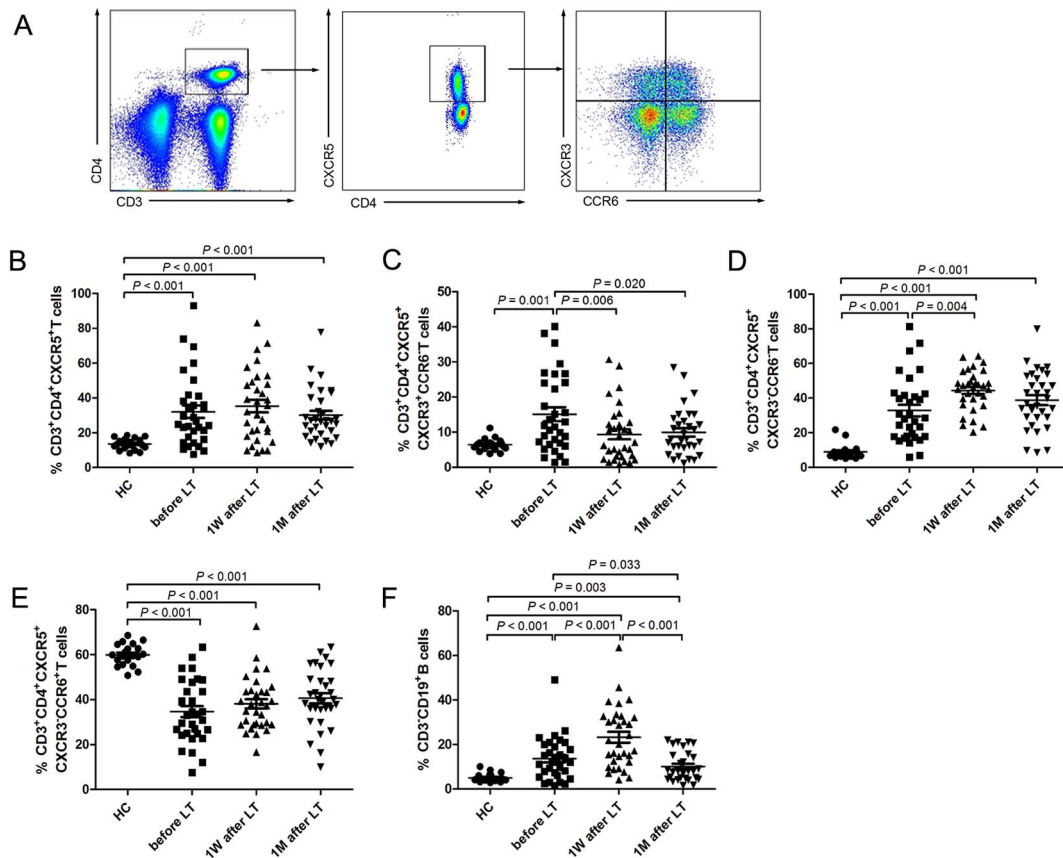 A
CD4
CD3
CXCR5
CD4
CXCR3
CCR6
B
% CD3⁺CD4⁺CXCR5⁺T cells
P < 0.001
P < 0.001
P < 0.001
100
80
60
40
20
0
HC
before LT
1W after LT
1M after LT
C
% CD3⁺CD4⁺CXCR5⁺
CXCR3⁺CCR6⁻T cells
P = 0.020
P = 0.001
P = 0.006
50
40
30
20
10
0
HC
before LT
1W after LT
1M after LT
D
% CD3⁺CD4⁺CXCR5⁺
CXCR3⁻CCR6⁻T cells
P < 0.001
P < 0.001
P < 0.001
P = 0.004
100
80
60
40
20
0
HC
before LT
1W after LT
1M after LT
E
% CD3⁺CD4⁺CXCR5⁺
CXCR3⁻CCR6⁺T cells
P < 0.001
P < 0.001
P < 0.001
80
60
40
20
0
HC
before LT
1W after LT
1M after LT
F
% CD3⁻CD19⁺B cells
P = 0.033
P = 0.003
P < 0.001
P < 0.001
P < 0.001
P < 0.001
80
60
40
20
0
HC
before LT
1W after LT
1M after LT